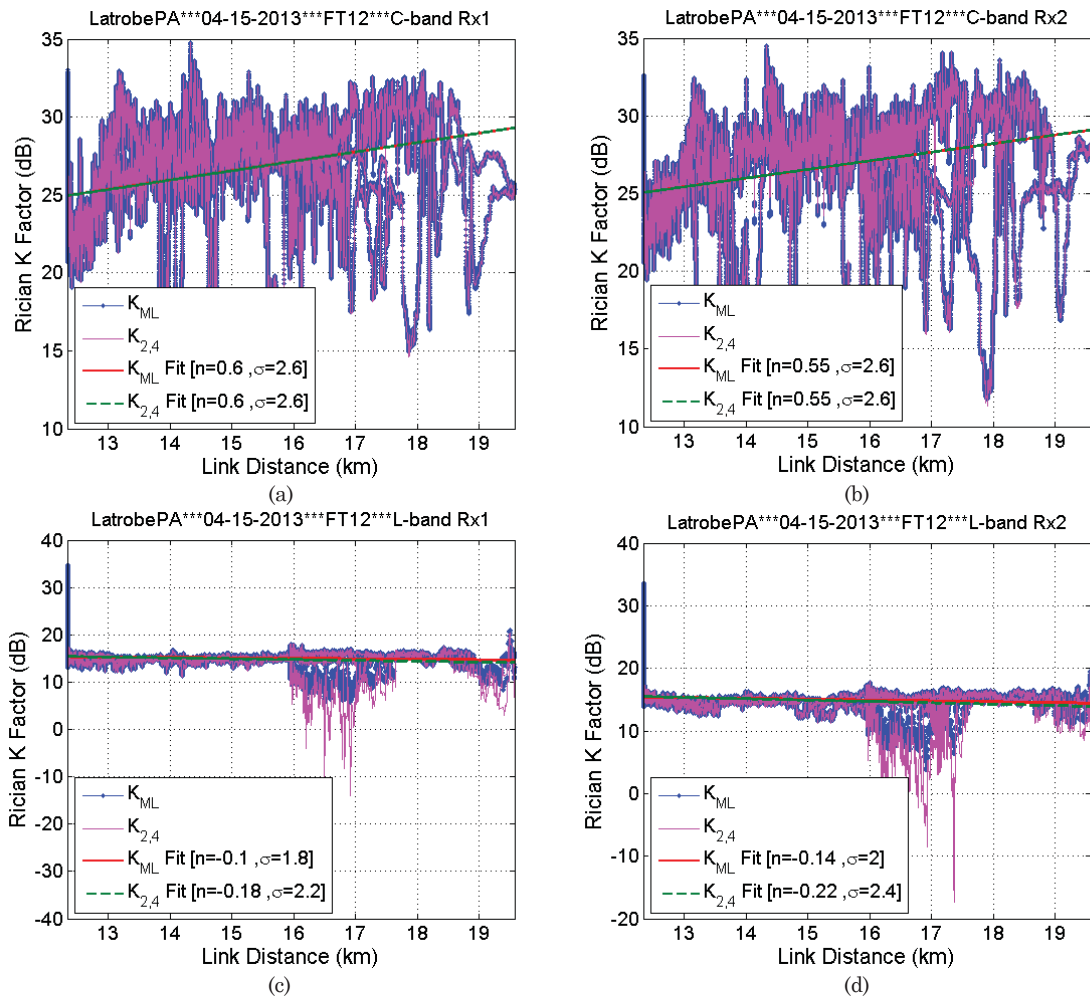 LatrobePA***04-15-2013***FT12***C-band Rx1
35
30
25
20
15
10
Rician K Factor (dB)
K_ML
K_2,4
K_ML Fit [n=0.6 ,σ=2.6]
K_2,4 Fit [n=0.6 ,σ=2.6]
13 14 15 16 17 18 19
Link Distance (km)
(a)
LatrobePA***04-15-2013***FT12***C-band Rx2
35
30
25
20
15
10
Rician K Factor (dB)
K_ML
K_2,4
K_ML Fit [n=0.55 ,σ=2.6]
K_2,4 Fit [n=0.55 ,σ=2.6]
13 14 15 16 17 18 19
Link Distance (km)
(b)
LatrobePA***04-15-2013***FT12***L-band Rx1
40
30
20
10
0
-10
-20
-30
-40
Rician K Factor (dB)
K_ML
K_2,4
K_ML Fit [n=-0.1 ,σ=1.8]
K_2,4 Fit [n=-0.18 ,σ=2.2]
13 14 15 16 17 18 19
Link Distance (km)
(c)
LatrobePA***04-15-2013***FT12***L-band Rx2
40
30
20
10
0
-10
-20
Rician K Factor (dB)
K_ML
K_2,4
K_ML Fit [n=-0.14 ,σ=2]
K_2,4 Fit [n=-0.22 ,σ=2.4]
13 14 15 16 17 18 19
Link Distance (km)
(d)